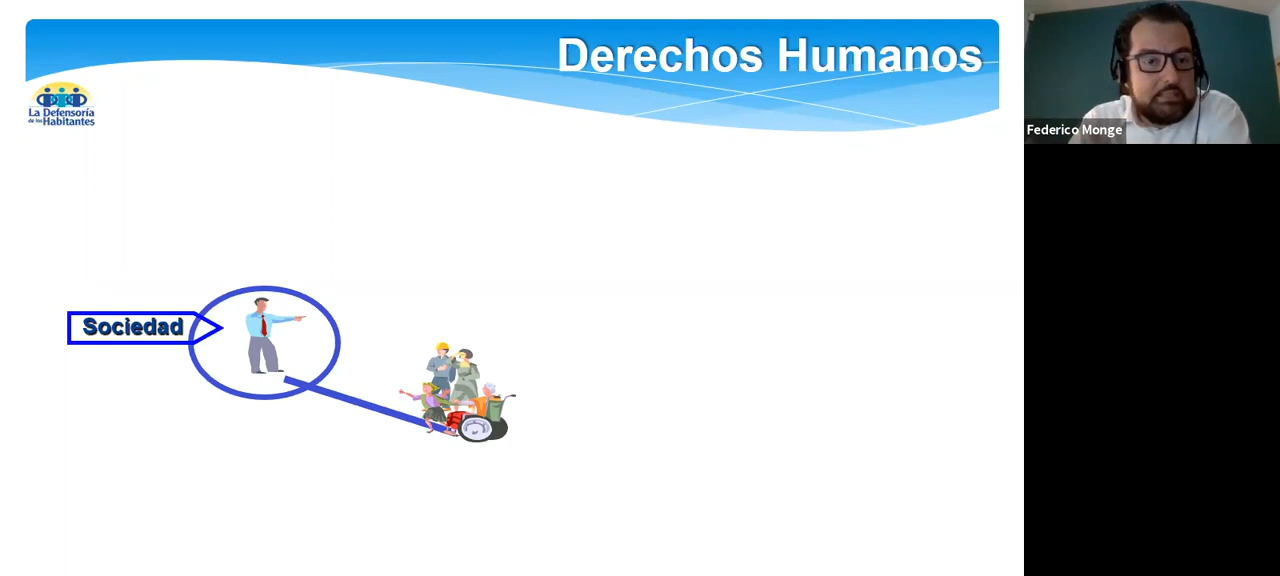 Derechos Humanos
La Defensoría
de los Habitantes
Sociedad
Federico Monge